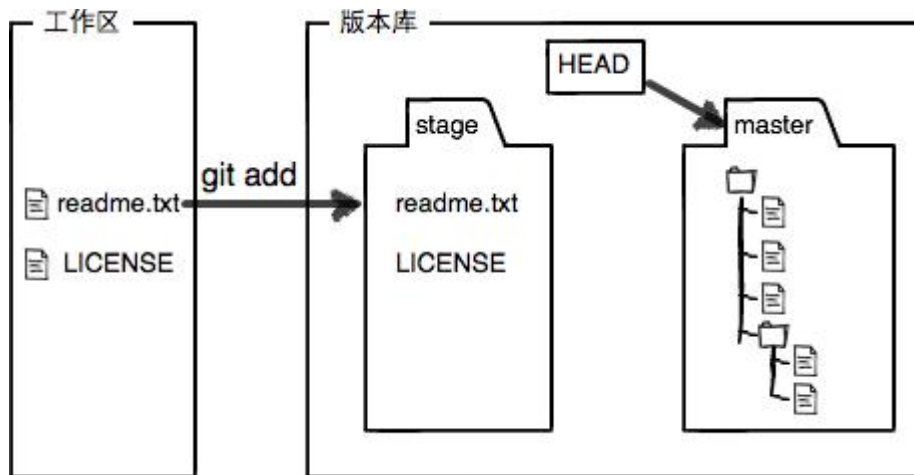 工作区
版本库
HEAD
stage
master
git add
readme.txt
readme.txt
LICENSE
LICENSE